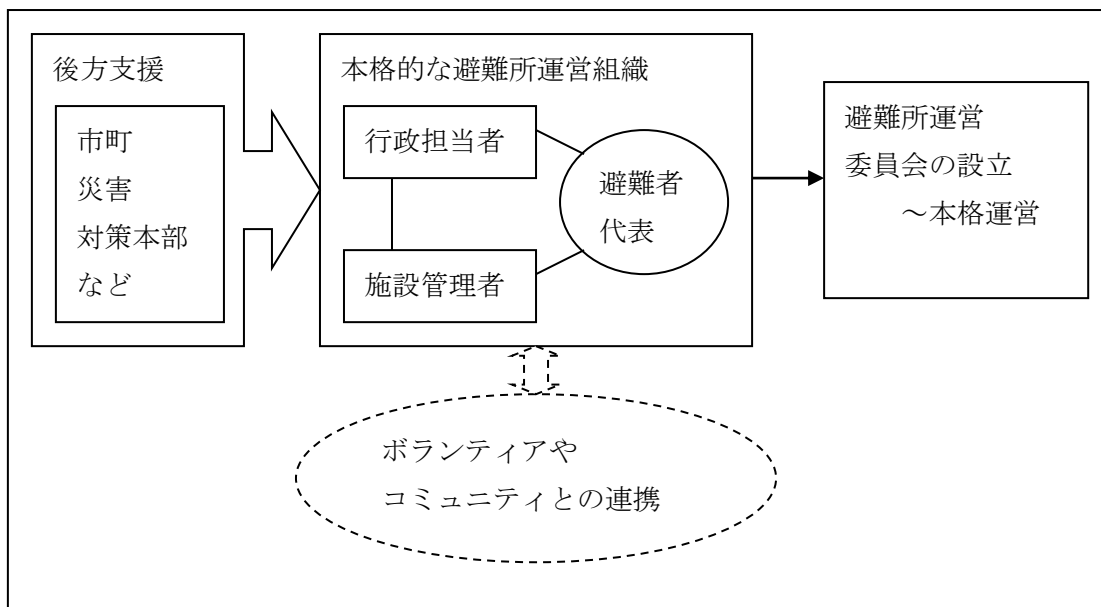 後方支援
市町
災害
対策本部
など
本格的な避難所運営組織
行政担当者
施設管理者
避難者
代表
避難所運営
委員会の設立
～本格運営
ボランティアや
コミュニティとの連携